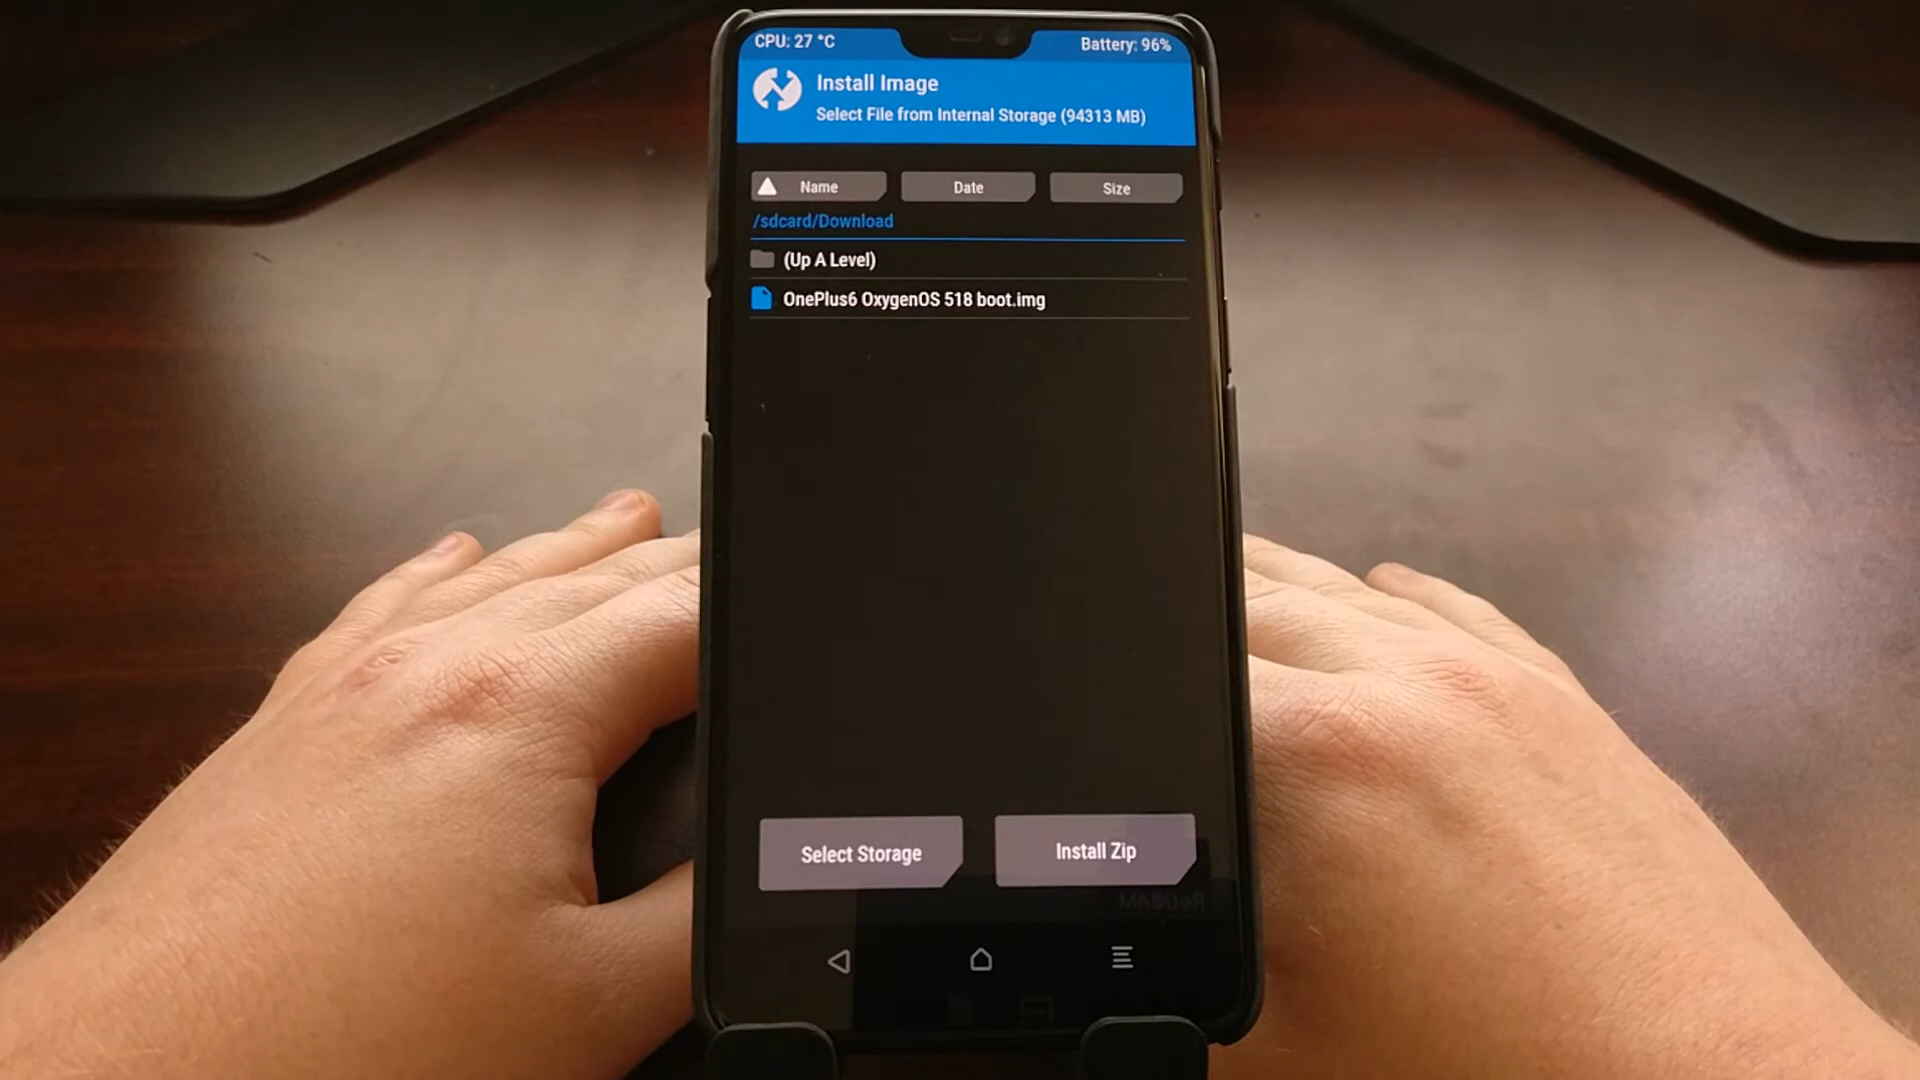 CPU: 27 °C
Battery: 96%
Install Image
Select File from Internal Storage (94313 MB)
Name
Date
Size
/sdcard/Download
(Up A Level)
OnePlus6 OxygenOS 518 boot.img
Select Storage
Install Zip